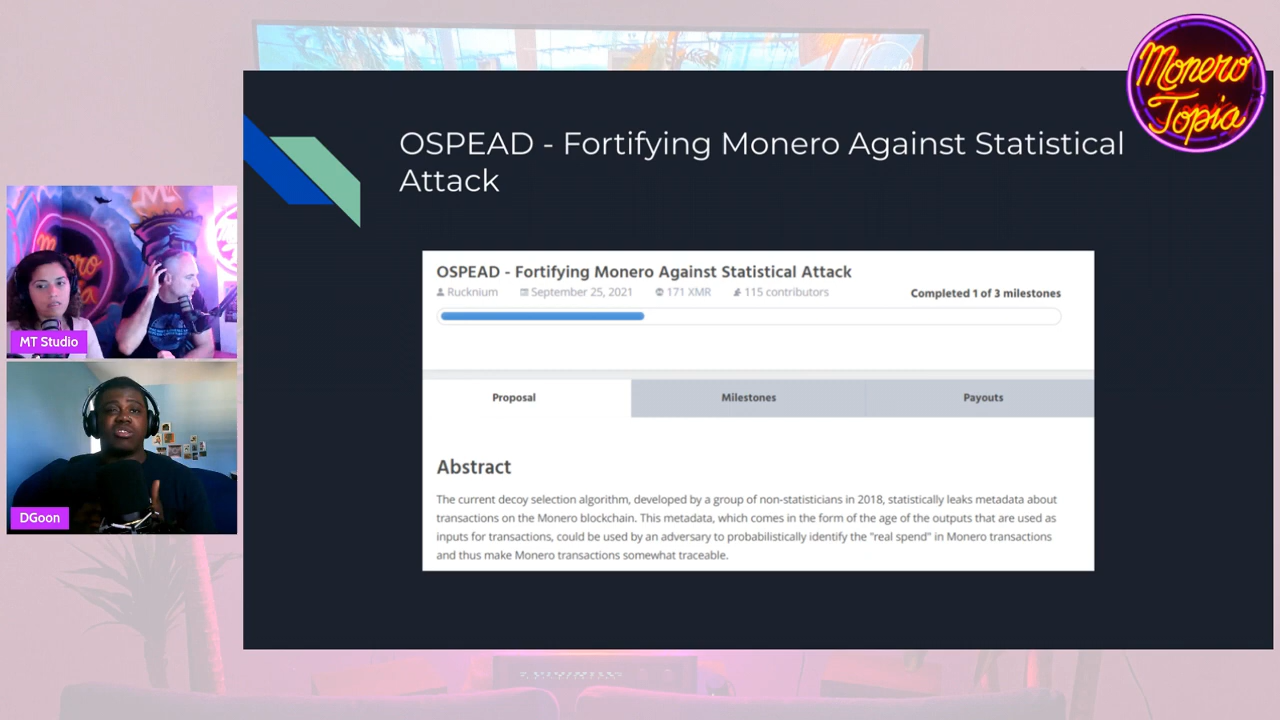 Monero
Topia
OSPEAD - Fortifying Monero Against Statistical
Attack
OSPEAD - Fortifying Monero Against Statistical Attack
Rucknium September 25, 2021 171 XMR 115 contributors
Completed 1 of 3 milestones
Proposal Milestones Payouts
Abstract
The current decoy selection algorithm, developed by a group of non-statisticians in 2018, statistically leaks metadata about
transactions on the Monero blockchain. This metadata, which comes in the form of the age of the outputs that are used as
inputs for transactions, could be used by an adversary to probabilistically identify the "real spend" in Monero transactions
and thus make Monero transactions somewhat traceable.
MT Studio
DGoon